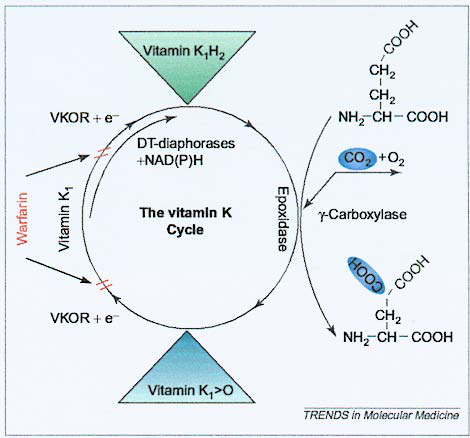 Vitamin K₁H₂
VKOR + e⁻
DT-diaphorases
+NAD(P)H
Warfarin
Vitamin K₁
The vitamin K
Cycle
Epoxidase
VKOR + e⁻
Vitamin K₁>O
COOH
CH₂
CH₂
NH₂-CH - COOH
CO₂ +O₂
γ-Carboxylase
COOH
COOH
CH₂
NH₂-CH - COOH
TRENDS in Molecular Medicine